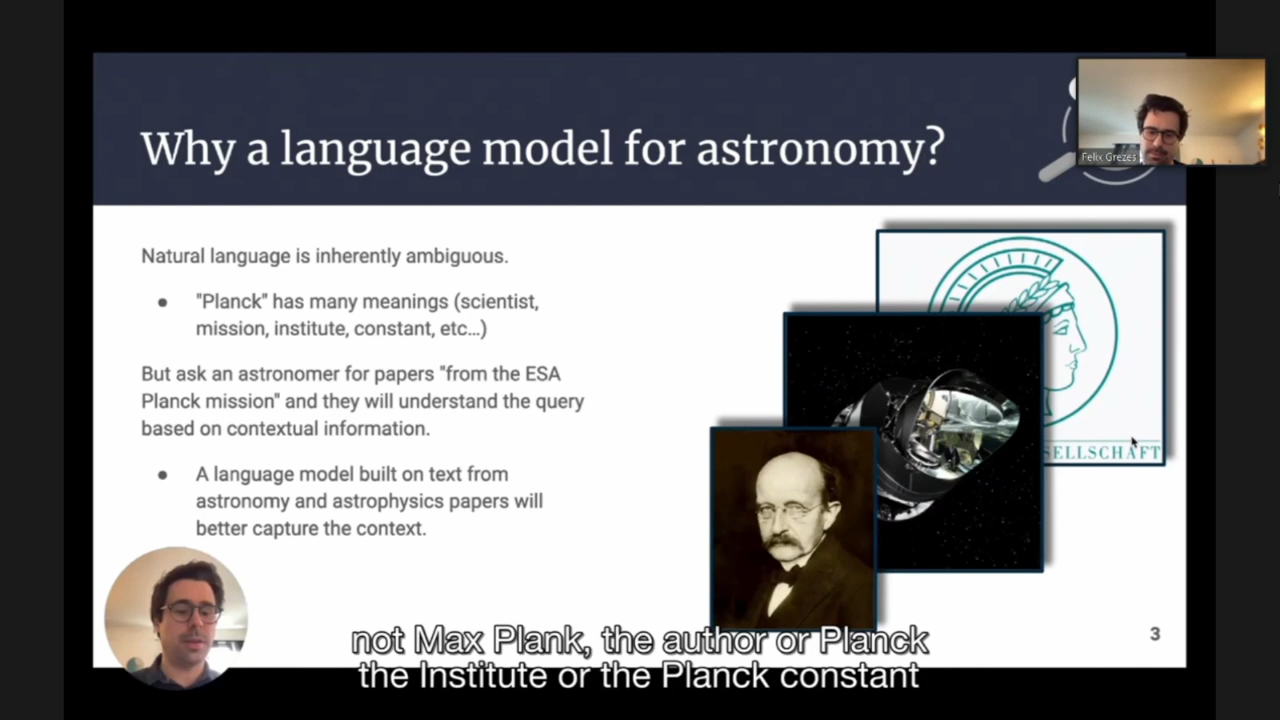 Why a language model for astronomy?
Felix Grezes
Natural language is inherently ambiguous.
● "Planck" has many meanings (scientist,
mission, institute, constant, etc...)
But ask an astronomer for papers "from the ESA
Planck mission" and they will understand the query
based on contextual information.
● A language model built on text from
astronomy and astrophysics papers will
better capture the context.
SELLSCHAFT
3
not Max Plank, the author or Planck
the Institute or the Planck constant